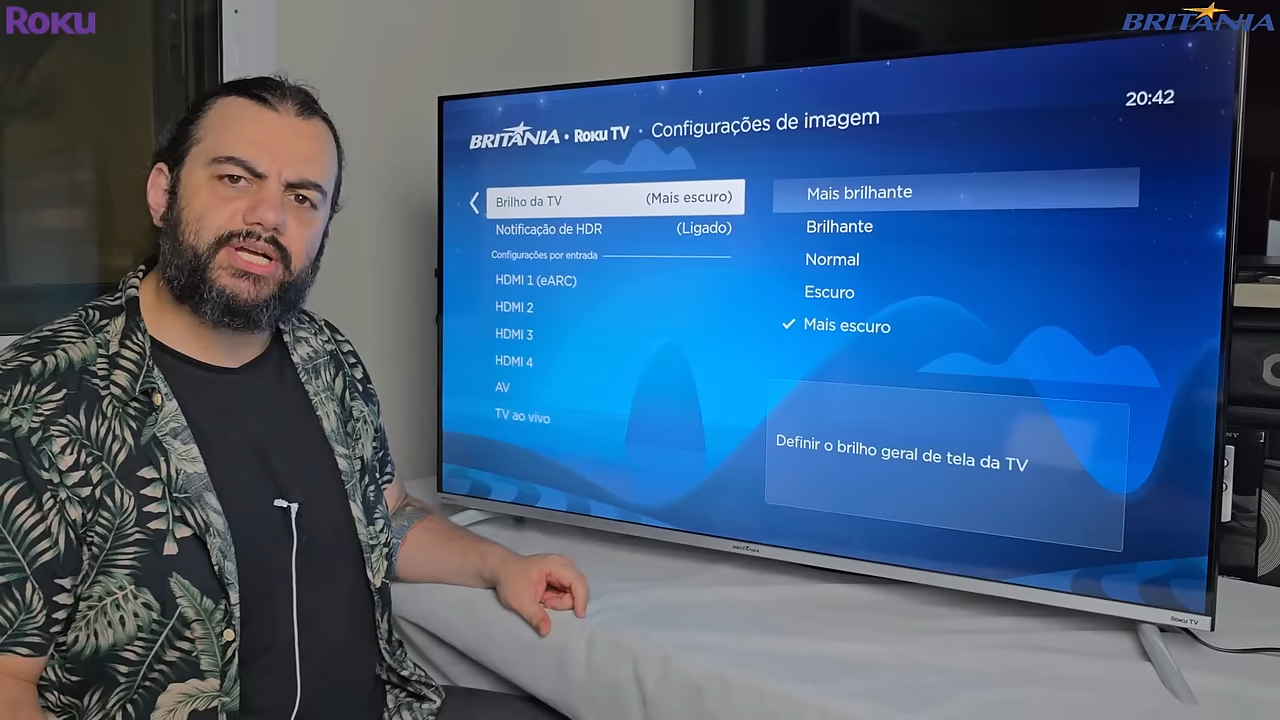 Roku
BRITANIA
BRITANIA • Roku TV • Configurações de imagem
20:42
Brilho da TV (Mais escuro)
Notificação de HDR (Ligado)
Configurações por entrada
HDMI 1 (eARC)
HDMI 2
HDMI 3
HDMI 4
AV
TV ao vivo
Mais brilhante
Brilhante
Normal
Escuro
Mais escuro
Definir o brilho geral de tela da TV
BRITANIA
Roku TV